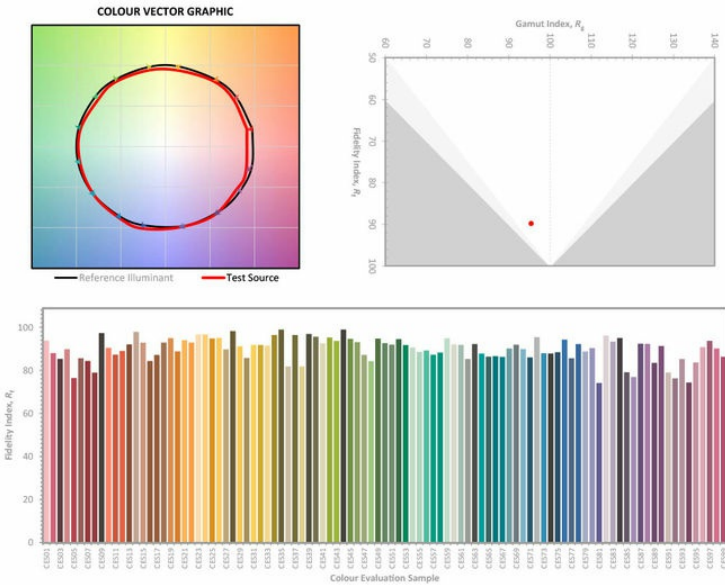 COLOUR VECTOR GRAPHIC
Reference Illuminant
Test Source
Gamut Index, Rg
60 70 80 90 100 110 120 130 140
Fidelity Index, Rf
50
60
70
80
90
100
Fidelity Index, Rf
100
80
60
40
20
0
CES01 CES03 CES05 CES07 CES09 CES11 CES13 CES15 CES17 CES19 CES21 CES23 CES25 CES27 CES29 CES31 CES33 CES35 CES37 CES39 CES41 CES43 CES45 CES47 CES49 CES51 CES53 CES55 CES57 CES59 CES61 CES63 CES65 CES67 CES69 CES71 CES73 CES75 CES77 CES79 CES81 CES83 CES85 CES87 CES89 CES91 CES93 CES95 CES97 CES99
Colour Evaluation Sample